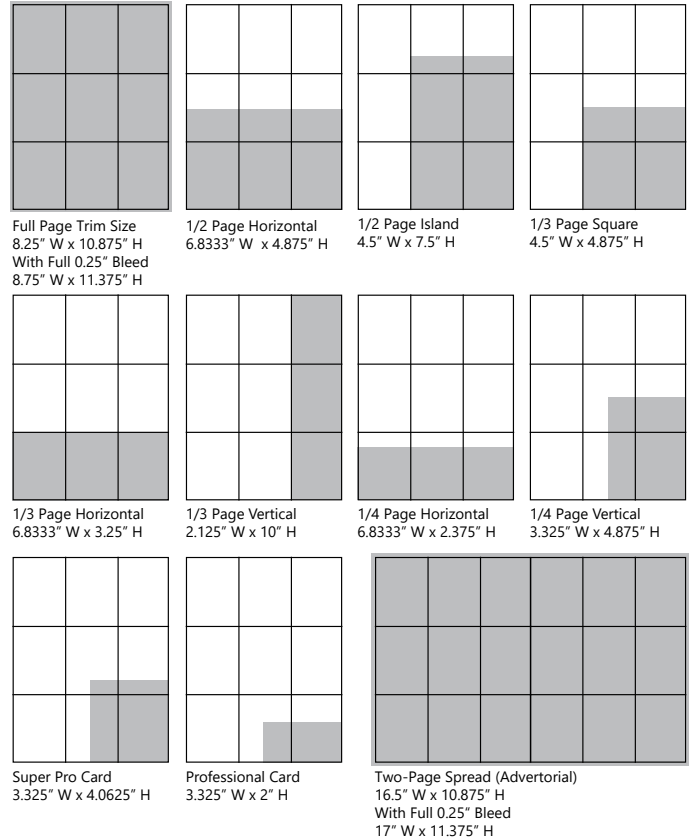 Full Page Trim Size
8.25” W x 10.875” H
With Full 0.25” Bleed
8.75” W x 11.375” H
1/2 Page Horizontal
6.8333” W  x 4.875” H
1/2 Page Island
4.5” W x 7.5” H
1/3 Page Square
4.5” W x 4.875” H
1/3 Page Horizontal
6.8333” W x 3.25” H
1/3 Page Vertical
2.125” W x 10” H
1/4 Page Horizontal
6.8333” W x 2.375” H
1/4 Page Vertical
3.325” W x 4.875” H
Super Pro Card
3.325” W x 4.0625” H
Professional Card
3.325” W x 2” H
Two-Page Spread (Advertorial)
16.5” W x 10.875” H
With Full 0.25” Bleed
17” W x 11.375” H